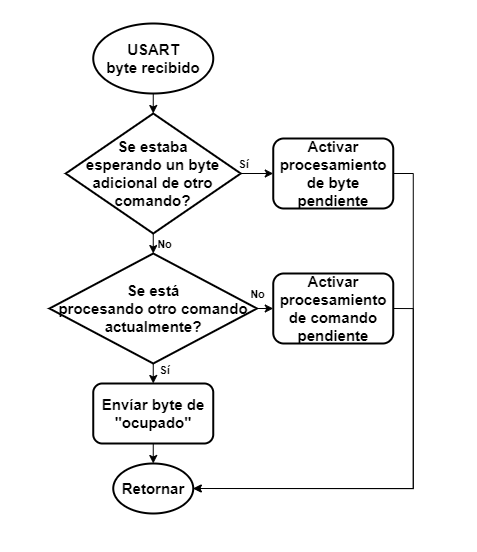 USART
byte recibido
Se estaba
esperando un byte
adicional de otro
comando?
Sí
Activar
procesamiento
de byte
pendiente
No
Se está
procesando otro comando
actualmente?
No
Activar
procesamiento
de comando
pendiente
Sí
Envíar byte de
"ocupado"
Retornar